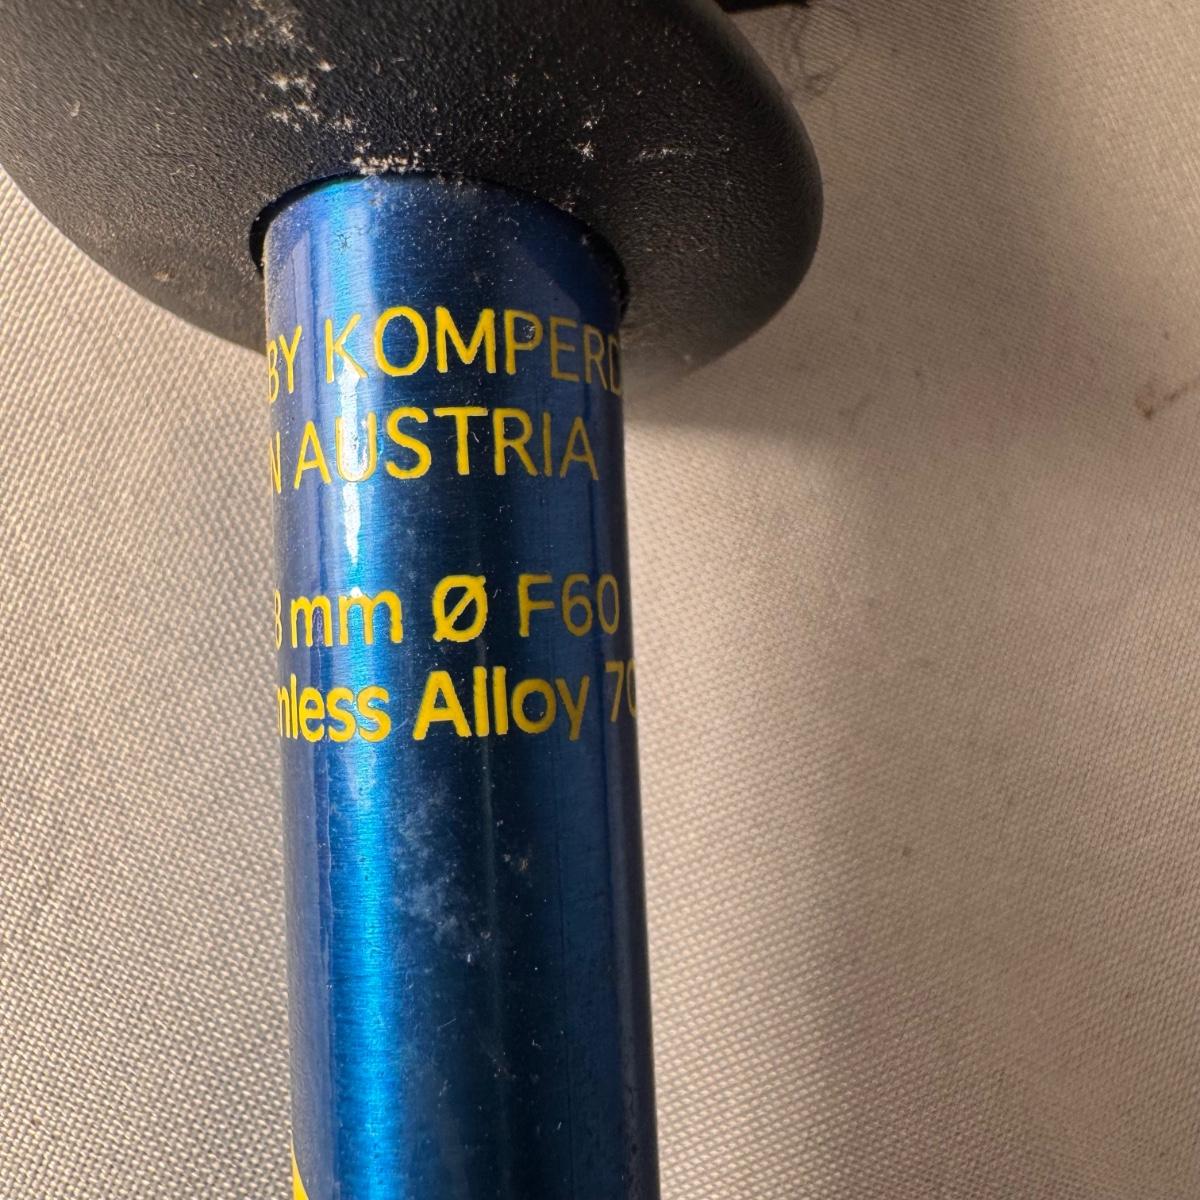 BY KOMPERD
N AUSTRIA
8 mm Ø F60
nless Alloy 70